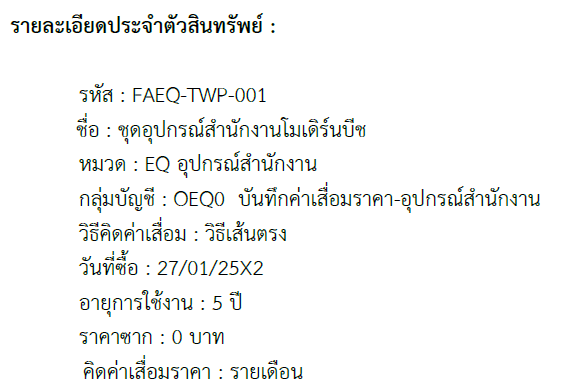 รายละเอียดประจำตัวสินทรัพย์ :
รหัส : FAEQ-TWP-001
ชื่อ : ชุดอุปกรณ์สำนักงานโมเดิร์นบีช
หมวด : EQ อุปกรณ์สำนักงาน
กลุ่มบัญชี : OEQ0 บันทึกค่าเสื่อมราคา-อุปกรณ์สำนักงาน
วิธีคิดค่าเสื่อม : วิธีเส้นตรง
วันที่ซื้อ : 27/01/25X2
อายุการใช้งาน : 5 ปี
ราคาซาก : 0 บาท
คิดค่าเสื่อมราคา : รายเดือน